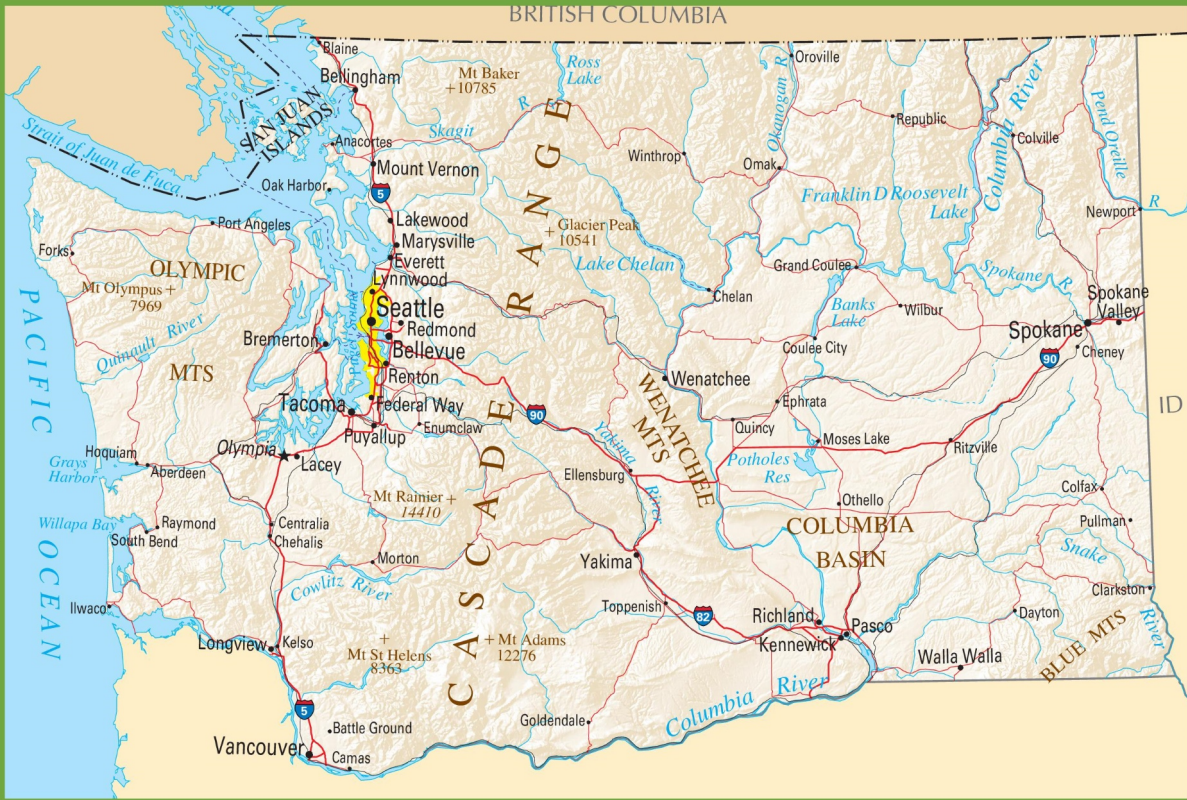 BRITISH COLUMBIA
Blaine
Bellingham
Mt Baker
+10785
Ross
Lake
Oroville
Okanogan R
Columbia River
Pend Oreille
R
SAN JUAN
ISLANDS
Strait of Juan de Fuca
Anacortes
Skagit
R
Republic
Colville
Mount Vernon
Winthrop
Omak
Oak Harbor
5
Franklin D Roosevelt
Lake
Newport
Port Angeles
Lakewood
Marysville
Everett
Glacier Peak
10541
Forks
OLYMPIC
MTS
Mt Olympus
7969
Lake Chelan
Grand Coulee
Spokane R
Lynnwood
Chelan
Banks
Lake
Wilbur
Spokane
Valley
Seattle
Redmond
Spokane
Puget Sound
Quinault River
Bremerton
Bellevue
Coulee City
Cheney
90
Renton
Wenatchee
WENATCHEE
MTS
PACIFIC
OCEAN
ID
Tacoma
Federal Way
Enumclaw
90
Ephrata
Quincy
Puyallup
CASCADE
RANGE
Moses Lake
Ritzville
Olympia
Lacey
Hoquiam
Aberdeen
Grays
Harbor
Yakima
River
Ellensburg
Potholes
Res
Mt Rainier
14410
Othello
Colfax
Willapa Bay
Raymond
South Bend
Centralia
Chehalis
COLUMBIA
BASIN
Pullman
Snake
River
Morton
Yakima
Cowlitz River
Clarkston
Ilwaco
Toppenish
82
Richland
Pasco
Kennewick
Dayton
BLUE MTS
Longview
Kelso
Mt St Helens
8363
Mt Adams
12276
Walla Walla
Columbia River
5
Battle Ground
Goldendale
Vancouver
Camas